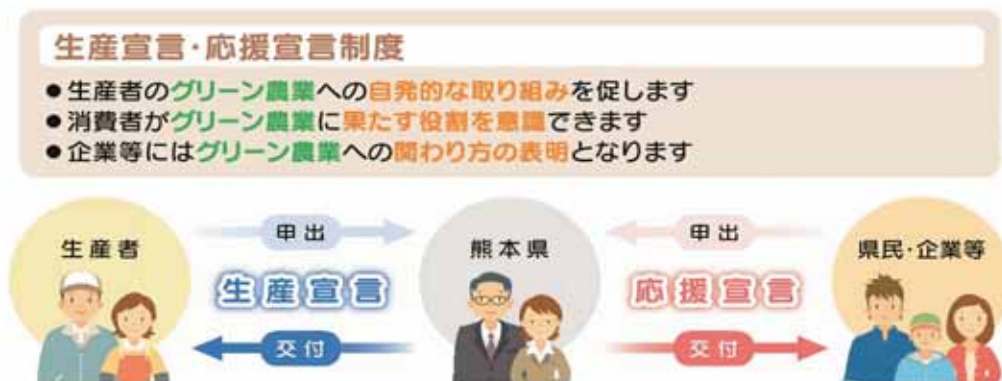 生産宣言・応援宣言制度
●生産者のグリーン農業への自発的な取り組みを促します
●消費者がグリーン農業に果たす役割を意識できます
●企業等にはグリーン農業への関わり方の表明となります
生産者
申出
生産宣言
交付
熊本県
申出
応援宣言
交付
県民・企業等